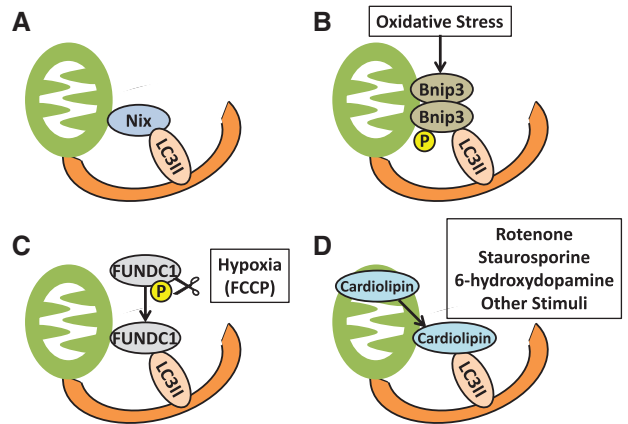 A
Nix
LC3II
B
Oxidative Stress
Bnip3
Bnip3
P
LC3II
C
FUNDC1
P
Hypoxia
(FCCP)
FUNDC1
LC3II
D
Rotenone
Staurosporine
6-hydroxydopamine
Other Stimuli
Cardiolipin
Cardiolipin
LC3II